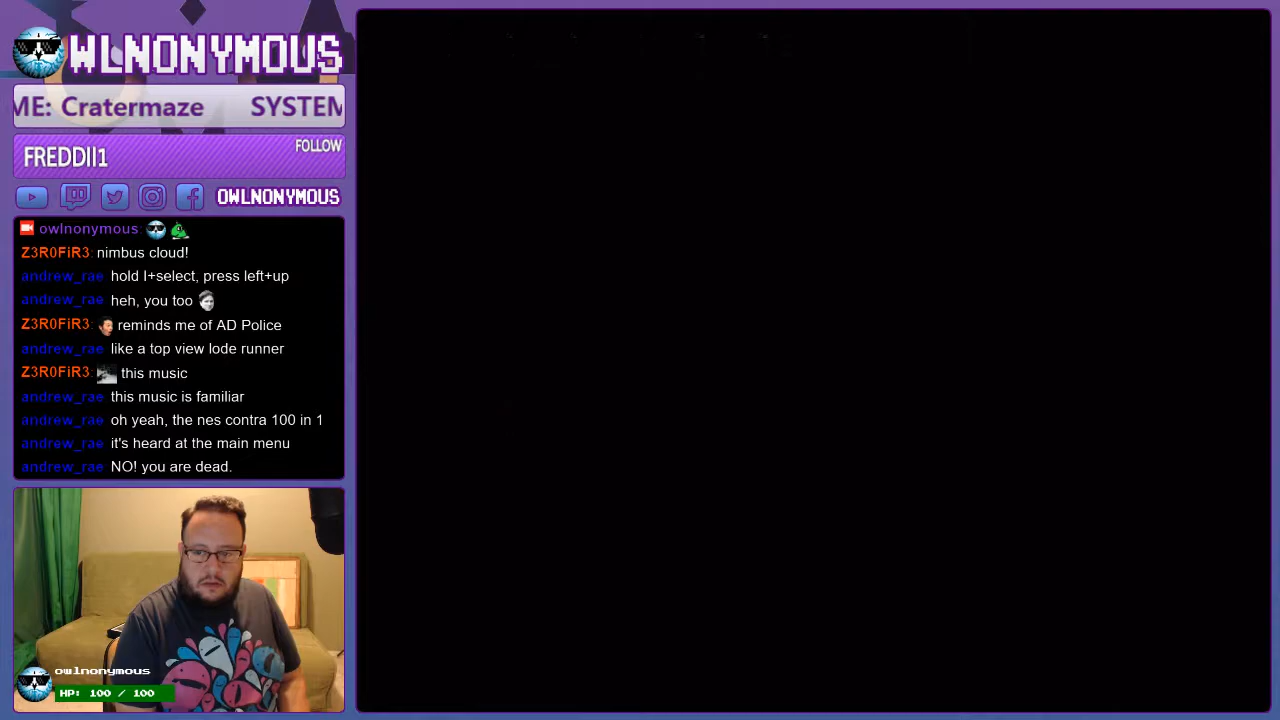 WLNONYMOUS
ME: Cratermaze SYSTEM
FREDDII1 FOLLOW
OWLNONYMOUS
owlnonymous:
Z3R0FiR3: nimbus cloud!
andrew_rae hold I+select, press left+up
andrew_rae heh, you too
Z3R0FiR3: reminds me of AD Police
andrew_rae like a top view lode runner
Z3R0FiR3: this music
andrew_rae this music is familiar
andrew_rae oh yeah, the nes contra 100 in 1
andrew_rae it's heard at the main menu
andrew_rae NO! you are dead.
owlnonymous
HP: 100 / 100